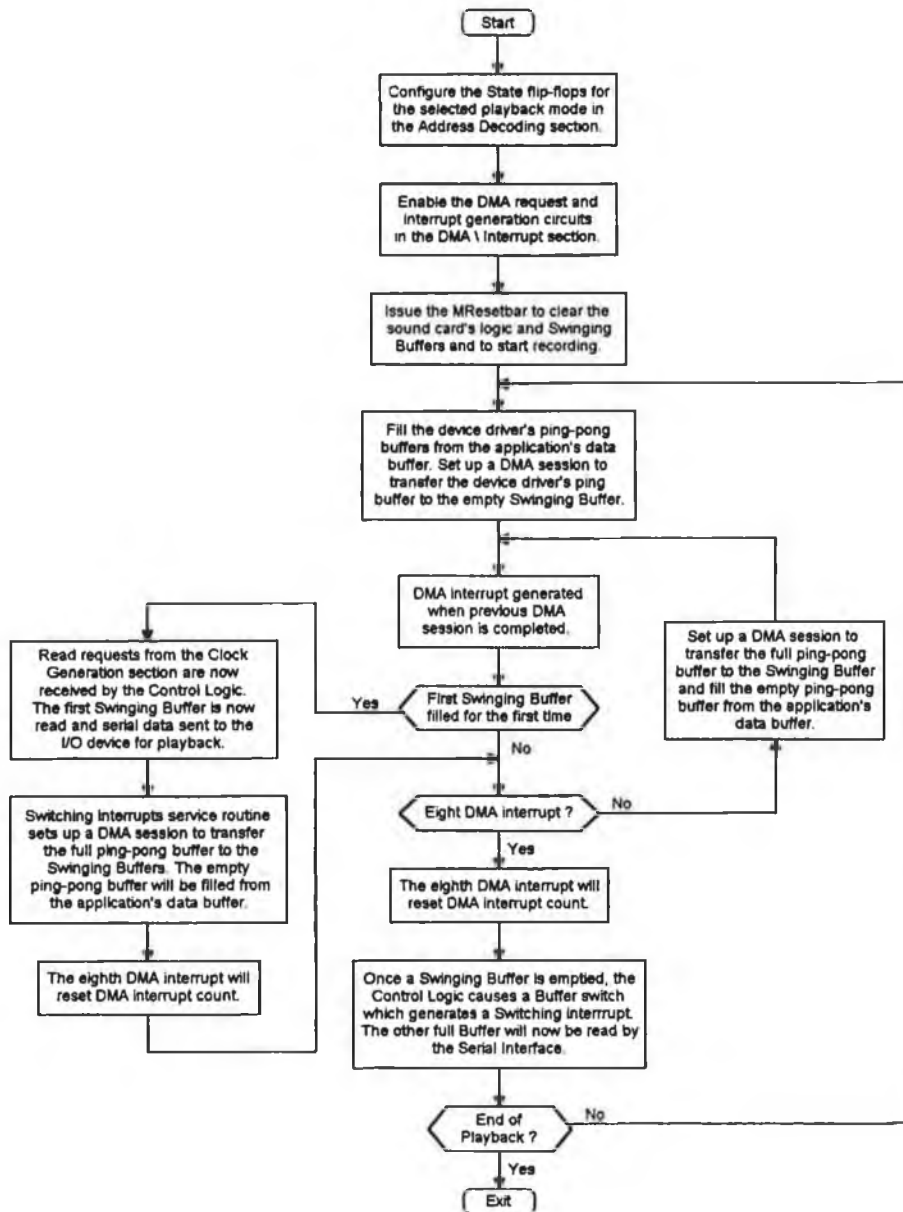 Start
Configure the State flip-flops for
the selected playback mode in
the Address Decoding section.
Enable the DMA request and
interrupt generation circuits
in the DMA \ Interrupt section.
Issue the MResetbar to clear the
sound card's logic and Swinging
Buffers and to start recording.
Fill the device driver's ping-pong
buffers from the application's data
buffer. Set up a DMA session to
transfer the device driver's ping
buffer to the empty Swinging Buffer.
DMA interrupt generated
when previous DMA
session is completed.
Set up a DMA session to
transfer the full ping-pong
buffer to the Swinging Buffer
and fill the empty ping-pong
buffer from the application's
data buffer.
Read requests from the Clock
Generation section are now
received by the Control Logic.
The first Swinging Buffer is now
read and serial data sent to the
I/O device for playback.
Yes
First Swinging Buffer
filled for the first time
No
Switching Interrupts service routine
sets up a DMA session to transfer
the full ping-pong buffer to the
Swinging Buffers. The empty
ping-pong buffer will be filled from
the application's data buffer.
Eight DMA interrupt ?
No
Yes
The eighth DMA interrupt will
reset DMA interrupt count.
The eighth DMA interrupt will
reset DMA interrupt count.
Once a Swinging Buffer is emptied, the
Control Logic causes a Buffer switch
which generates a Switching interrrupt.
The other full Buffer will now be read by
the Serial Interface.
End of
Playback ?
No
Yes
Exit